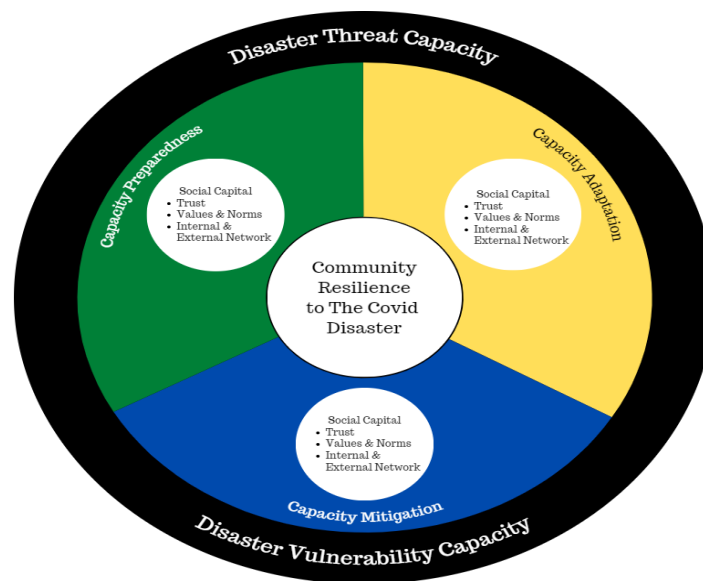 Disaster Threat Capacity
Capacity Preparedness
Social Capital
• Trust
• Values & Norms
• Internal &
External Network
Capacity Adaptation
Social Capital
• Trust
• Values & Norms
• Internal &
External Network
Community
Resilience
to The Covid
Disaster
Social Capital
• Trust
• Values & Norms
• Internal &
External Network
Capacity Mitigation
Disaster Vulnerability Capacity